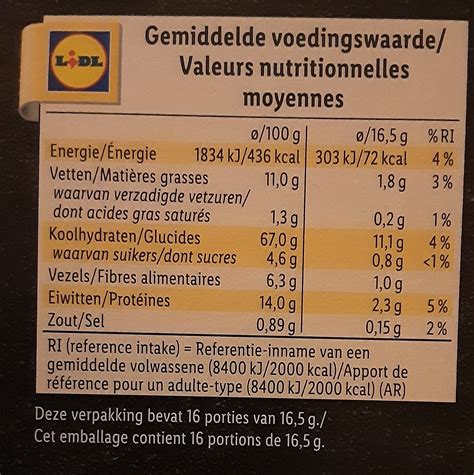 LIDL
Gemiddelde voedingswaarde/
Valeurs nutritionnelles
moyennes
ø/100 g ø/16,5 g %RI
Energie/Énergie 1834 kJ/436 kcal 303 kJ/72 kcal 4%
Vetten/Matières grasses 11,0 g 1,8 g 3%
waarvan verzadigde vetzuren/
dont acides gras saturés 1,3 g 0,2 g 1%
Koolhydraten/Glucides 67,0 g 11,1 g 4%
waarvan suikers/dont sucres 4,6 g 0,8 g <1%
Vezels/Fibres alimentaires 6,3 g 1,0 g
Eiwitten/Protéines 14,0 g 2,3 g 5%
Zout/Sel 0,89 g 0,15 g 2%
RI (reference intake) = Referentie-inname van een
gemiddelde volwassene (8400 kJ/2000 kcal)/Apport de
référence pour un adulte-type (8400 kJ/2000 kcal) (AR)
Deze verpakking bevat 16 porties van 16,5 g./
Cet emballage contient 16 portions de 16,5 g.